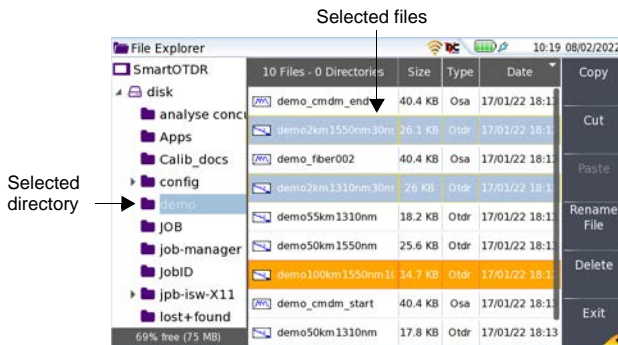 Selected files
File Explorer
10:19 08/02/2022
SmartOTDR
disk
analyse conc
Apps
Calib_docs
config
demo
JOB
job-manager
JobID
jpb-isw-X11
lost+found
69% free (75 MB)
Selected
directory
10 Files - 0 Directories Size Type Date
demo_cmdm_end 40.4 KB Osa 17/01/22 18:1
demo2km1550nm30ns 26.1 KB Otdr 17/01/22 18:1
demo_fiber002 40.4 KB Osa 17/01/22 18:1
demo2km1310nm30ns 26 KB Otdr 17/01/22 18:1
demo55km1310nm 18.2 KB Otdr 17/01/22 18:1
demo50km1550nm 25.6 KB Otdr 17/01/22 18:1
demo100km1550nm1 14.7 KB Otdr 17/01/22 18:1
demo_cmdm_start 40.4 KB Osa 17/01/22 18:1
demo50km1310nm 17.8 KB Otdr 17/01/22 18:13
Copy
Cut
Paste
Rename
File
Delete
Exit